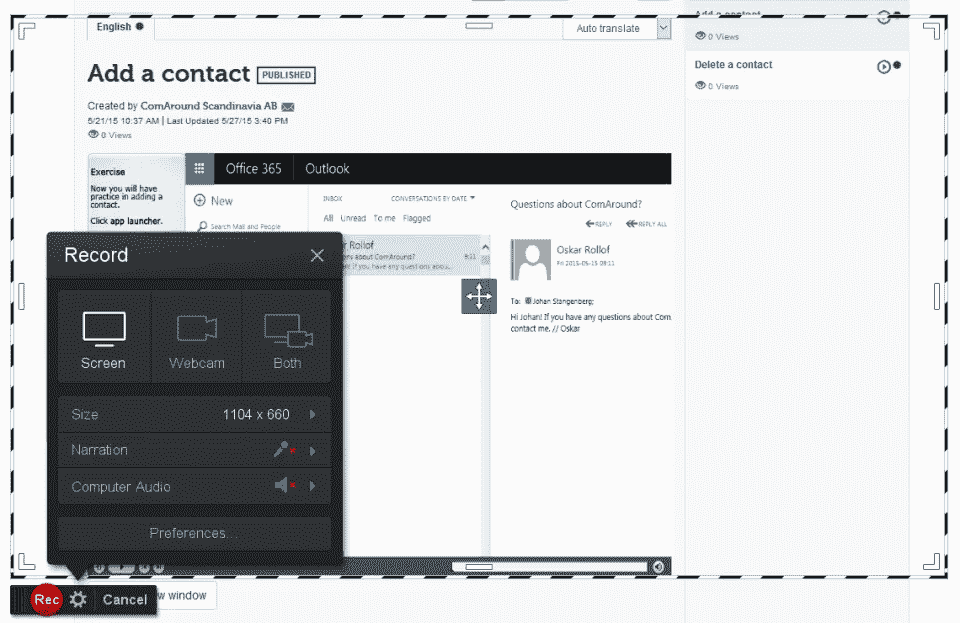 English
Auto translate
Add a contact
0 Views
Delete a contact
0 Views
Add a contact PUBLISHED
Created by ComAround Scandinavia AB
5/21/15 10:37 AM | Last Updated 5/27/15 3:40 PM
0 Views
Exercise
Now you will have
practice in adding a
contact.
Click app launcher.
Office 365 Outlook
New
Search Mail and People
INBOX CONVERSATIONS BY DATE
All Unread To me Flagged
Rollof
ons about ComAround?
If you have any questions abou...
Questions about ComAround?
REPLY REPLY ALL
Oskar Rollof
Fri 2015-05-15 09:11
To: Johan Stangenberg;
Hi Johan! If you have any questions about Com
contact me. // Oskar
Record
Screen Webcam Both
Size 1104 x 660
Narration
Computer Audio
Preferences...
Rec Cancel
w window